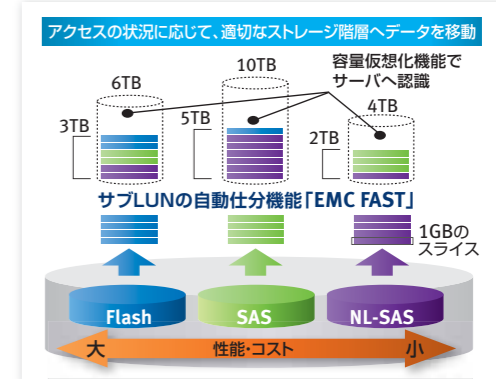 アクセスの状況に応じて、適切なストレージ階層へデータを移動
容量仮想化機能で
サーバへ認識
6TB
10TB
4TB
3TB
5TB
2TB
サブLUNの自動仕分機能「EMC FAST」
1GBの
スライス
Flash
SAS
NL-SAS
大
性能・コスト
小